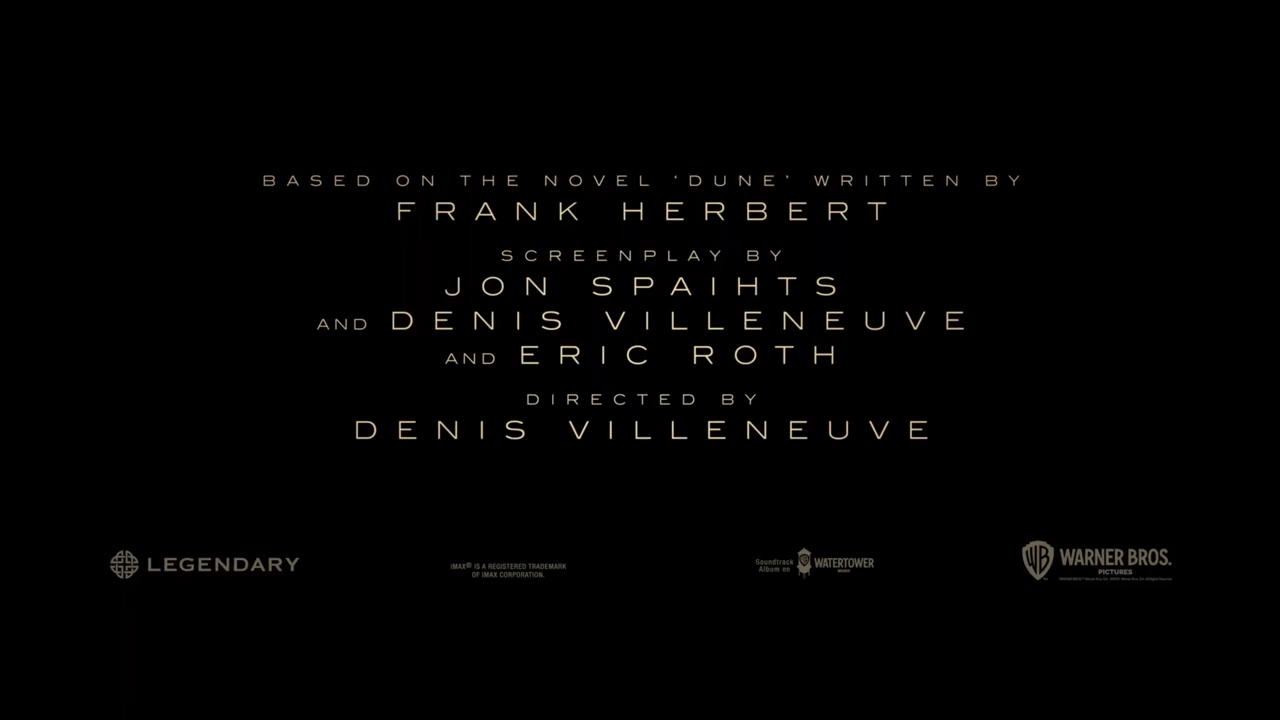 BASED ON THE NOVEL ‘DUNE’ WRITTEN BY
FRANK HERBERT
SCREENPLAY BY
JON SPAIHTS
AND DENIS VILLENEUVE
AND ERIC ROTH
DIRECTED BY
DENIS VILLENEUVE
LEGENDARY
IMAX® IS A REGISTERED TRADEMARK
OF IMAX CORPORATION.
Soundtrack
Album on
WATERTOWER
WB WARNER BROS.
PICTURES